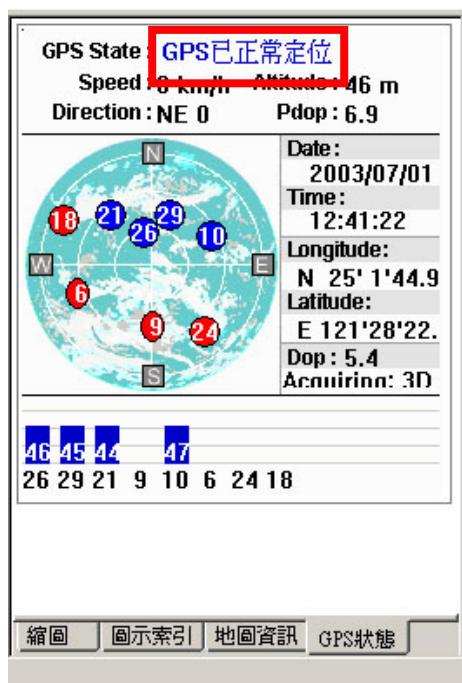 GPS State : GPS已正常定位
Speed : 0 km/h Altitude : 46 m
Direction : NE 0 Pdop : 6.9
N
18 21 29
26 10
W E
6
9 24
S
Date :
2003/07/01
Time :
12:41:22
Longitude:
N 25' 1'44.9
Latitude:
E 121'28'22.
Dop : 5.4
Acquiring: 3D
46 45 44 47
26 29 21 9 10 6 24 18
縮圖 圖示索引 地圖資訊 GPS狀態